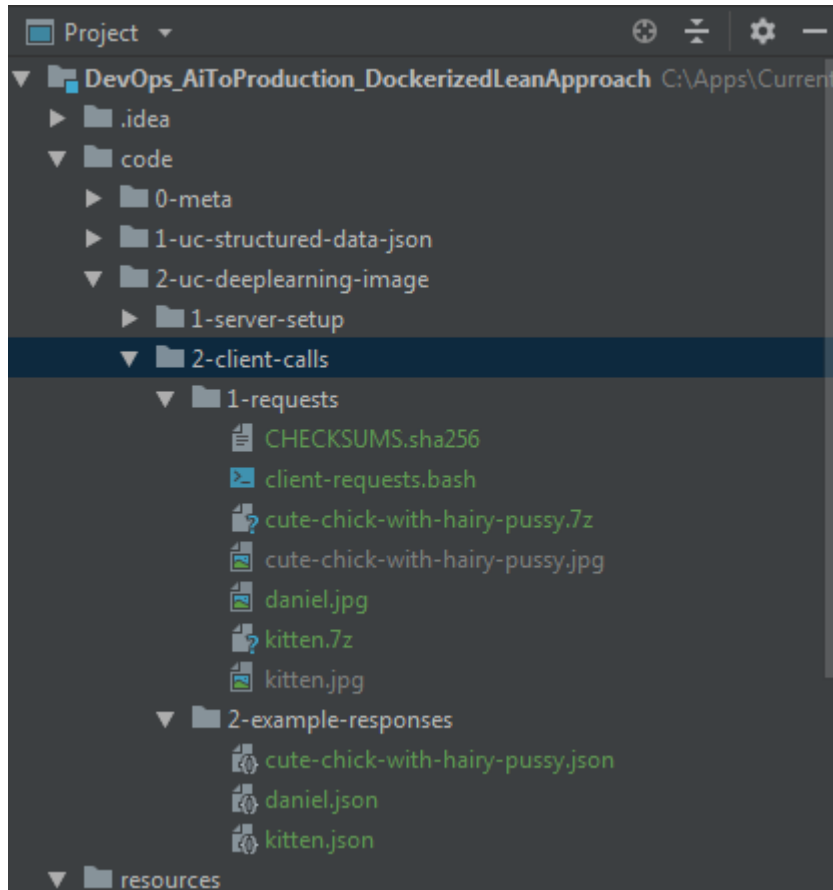 Project
DevOps_AiToProduction_DockerizedLeanApproach C:\Apps\Current
.idea
code
0-meta
1-uc-structured-data-json
2-uc-deeplearning-image
1-server-setup
2-client-calls
1-requests
CHECKSUMS.sha256
client-requests.bash
cute-chick-with-hairy-pussy.7z
cute-chick-with-hairy-pussy.jpg
daniel.jpg
kitten.7z
kitten.jpg
2-example-responses
cute-chick-with-hairy-pussy.json
daniel.json
kitten.json
resources